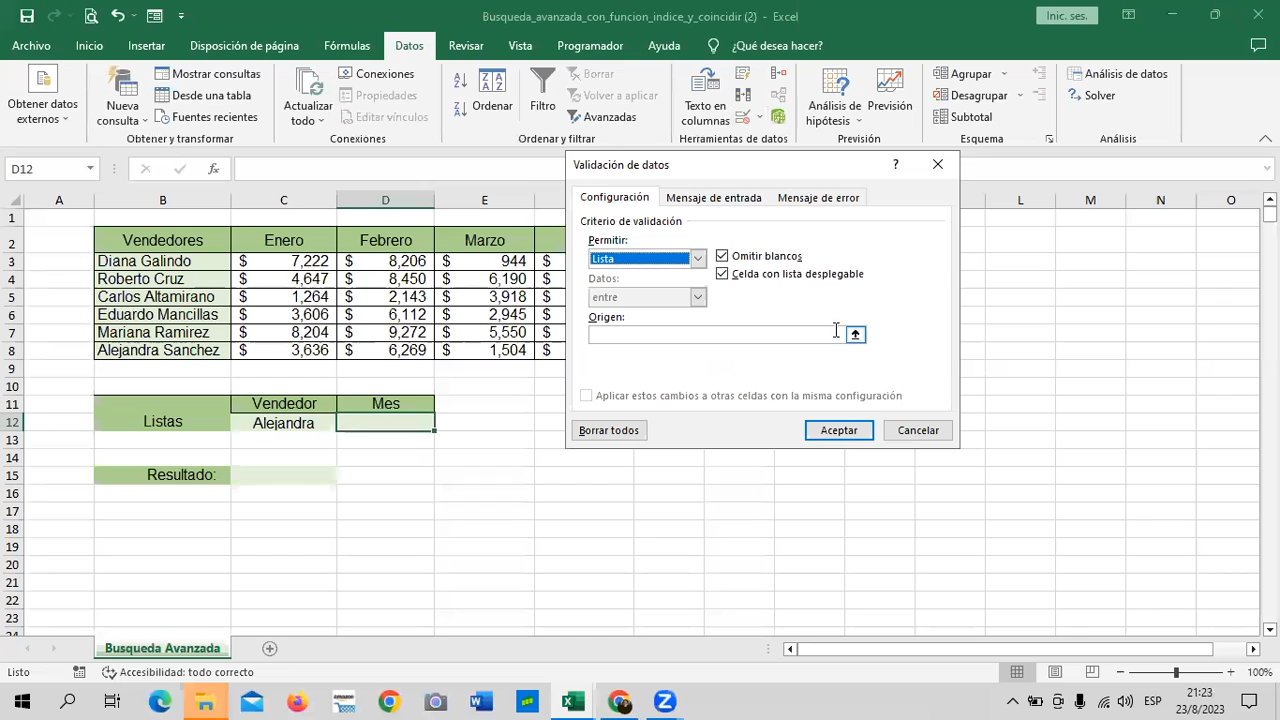 Busqueda_avanzada_con_funcion_indice_y_coincidir (2) - Excel
Inic. ses.
Archivo Inicio Insertar Disposición de página Fórmulas Datos Revisar Vista Programador Ayuda ¿Qué desea hacer?
Obtener datos externos
Nueva consulta
Mostrar consultas
Desde una tabla
Fuentes recientes
Obtener y transformar
Actualizar todo
Conexiones
Propiedades
Editar vínculos
Conexiones
Ordenar
Filtro
Borrar
Volver a aplicar
Avanzadas
Ordenar y filtrar
Texto en columnas
Herramientas de datos
Análisis de hipótesis
Previsión
Previsión
Agrupar
Desagrupar
Subtotal
Esquema
Análisis de datos
Solver
Análisis
D12
fx
A B C D E L M N O
1
2 Vendedores Enero Febrero Marzo
3 Diana Galindo $ 7,222 $ 8,206 $ 944 $
4 Roberto Cruz $ 4,647 $ 8,450 $ 6,190 $
5 Carlos Altamirano $ 1,264 $ 2,143 $ 3,918 $
6 Eduardo Mancillas $ 3,606 $ 6,112 $ 2,945 $
7 Mariana Ramirez $ 8,204 $ 9,272 $ 5,550 $
8 Alejandra Sanchez $ 3,636 $ 6,269 $ 1,504 $
9
10
11 Vendedor Mes
12 Listas Alejandra
13
14
15 Resultado:
16
17
18
19
20
21
22
23
24
Validación de datos
?
Configuración Mensaje de entrada Mensaje de error
Criterio de validación
Permitir:
Lista
Omitir blancos
Celda con lista desplegable
Datos:
entre
Origen:
Aplicar estos cambios a otras celdas con la misma configuración
Borrar todos Aceptar Cancelar
Busqueda Avanzada
Listo Accesibilidad: todo correcto 100%
ESP
21:23
23/8/2023